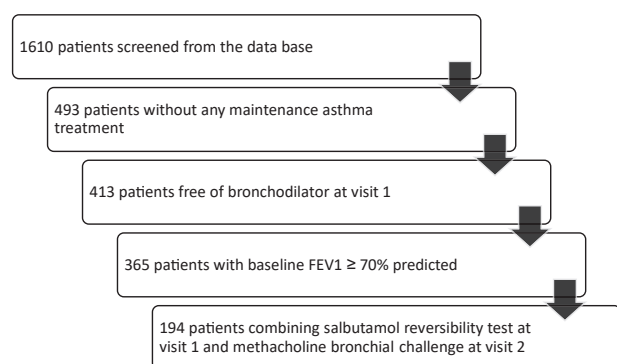 1610 patients screened from the data base
493 patients without any maintenance asthma
treatment
413 patients free of bronchodilator at visit 1
365 patients with baseline FEV1 ≥ 70% predicted
194 patients combining salbutamol reversibility test at
visit 1 and methacholine bronchial challenge at visit 2